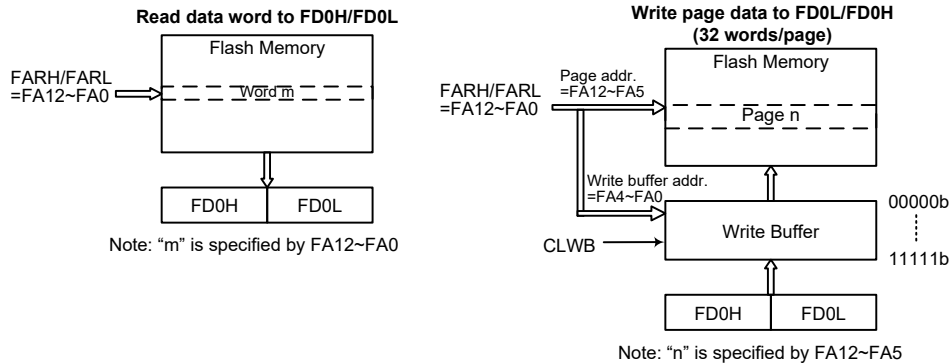 Read data word to FD0H/FD0L
Flash Memory
FARH/FARL
=FA12~FA0
Word m
FD0H
FD0L
Note: “m” is specified by FA12~FA0
Write page data to FD0L/FD0H
(32 words/page)
Flash Memory
Page addr.
=FA12~FA5
FARH/FARL
=FA12~FA0
Page n
Write buffer addr.
=FA4~FA0
CLWB
Write Buffer
00000b
11111b
FD0H
FD0L
Note: “n” is specified by FA12~FA5